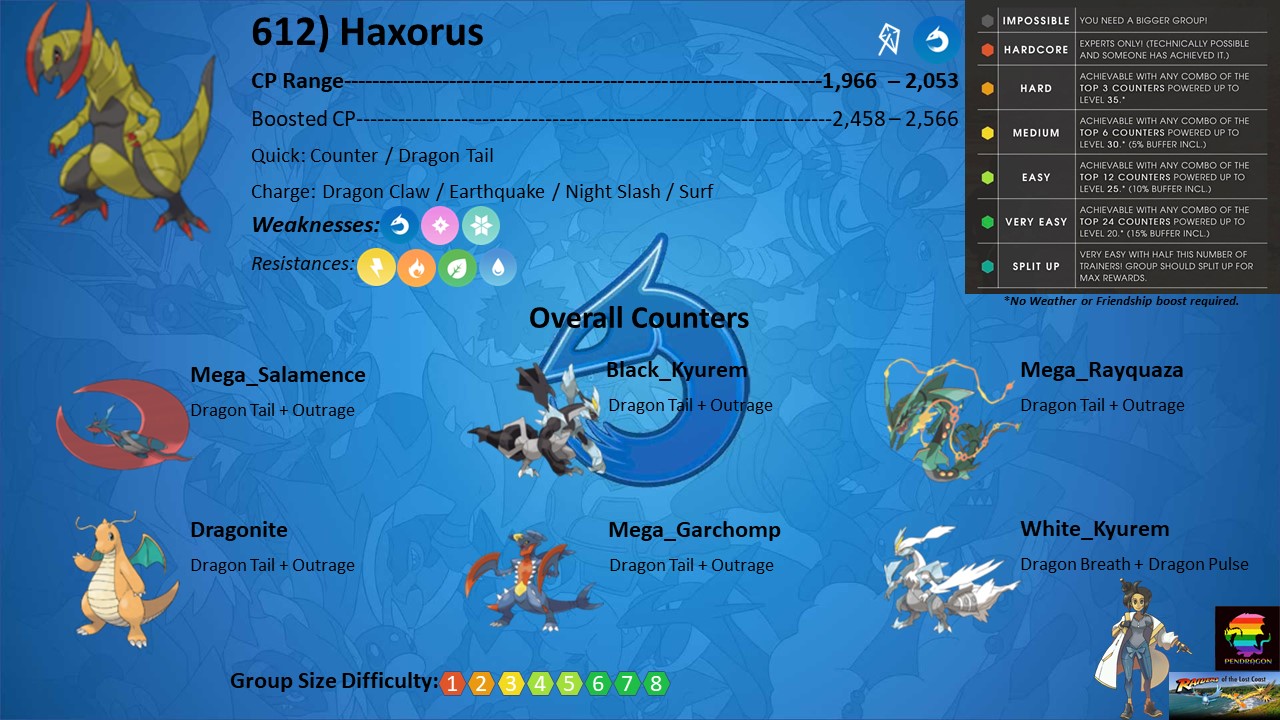 612) Haxorus
CP Range----------------------------------------------------------------------------------1,966 – 2,053
Boosted CP----------------------------------------------------------------------------------2,458 – 2,566
Quick: Counter / Dragon Tail
Charge: Dragon Claw / Earthquake / Night Slash / Surf
Weaknesses:
Resistances:
IMPOSSIBLE YOU NEED A BIGGER GROUP!
HARDCORE EXPERTS ONLY! (TECHNICALLY POSSIBLE
AND SOMEONE HAS ACHIEVED IT.)
HARD ACHIEVABLE WITH ANY COMBO OF THE
TOP 3 COUNTERS POWERED UP TO
LEVEL 35.*
MEDIUM ACHIEVABLE WITH ANY COMBO OF THE
TOP 6 COUNTERS POWERED UP TO
LEVEL 30.* (5% BUFFER INCL.)
EASY ACHIEVABLE WITH ANY COMBO OF THE
TOP 12 COUNTERS POWERED UP TO
LEVEL 25.* (10% BUFFER INCL.)
VERY EASY ACHIEVABLE WITH ANY COMBO OF THE
TOP 24 COUNTERS POWERED UP TO
LEVEL 20.* (15% BUFFER INCL.)
SPLIT UP VERY EASY WITH HALF THIS NUMBER OF
TRAINERS! GROUP SHOULD SPLIT UP FOR
MAX REWARDS.
*No Weather or Friendship boost required.
Overall Counters
Mega_Salamence
Dragon Tail + Outrage
Black_Kyurem
Dragon Tail + Outrage
Mega_Rayquaza
Dragon Tail + Outrage
Dragonite
Dragon Tail + Outrage
Mega_Garchomp
Dragon Tail + Outrage
White_Kyurem
Dragon Breath + Dragon Pulse
Group Size Difficulty: 1 2 3 4 5 6 7 8
PENDRAGON
RAIDERS of the Lost Coast